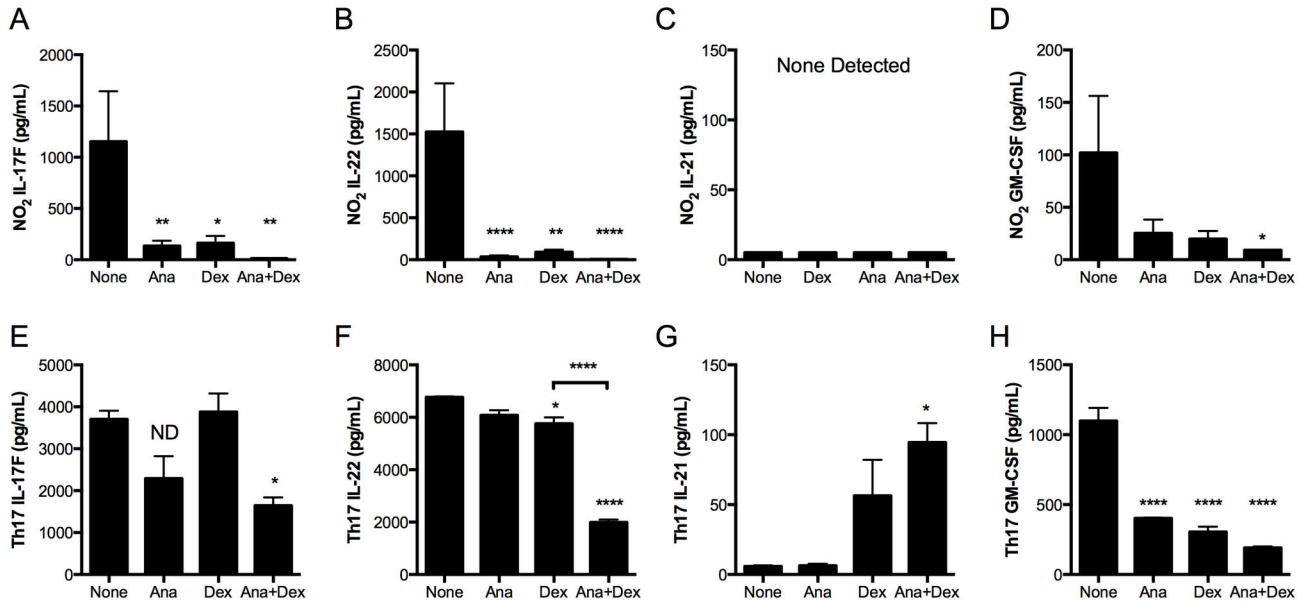 A
NO2 IL-17F (pg/mL)
2000
1500
1000
500
0
**
*
**
None Ana Dex Ana+Dex
B
NO2 IL-22 (pg/mL)
2500
2000
1500
1000
500
0
****
**
****
None Ana Dex Ana+Dex
C
NO2 IL-21 (pg/mL)
150
100
50
0
None Detected
None Dex Ana Ana+Dex
D
NO2 GM-CSF (pg/mL)
200
150
100
50
0
*
None Ana Dex Ana+Dex
E
Th17 IL-17F (pg/mL)
5000
4000
3000
2000
1000
0
ND
*
None Ana Dex Ana+Dex
F
Th17 IL-22 (pg/mL)
8000
6000
4000
2000
0
****
*
****
None Ana Dex Ana+Dex
G
Th17 IL-21 (pg/mL)
150
100
50
0
*
None Ana Dex Ana+Dex
H
Th17 GM-CSF (pg/mL)
1500
1000
500
0
****
****
****
None Ana Dex Ana+Dex